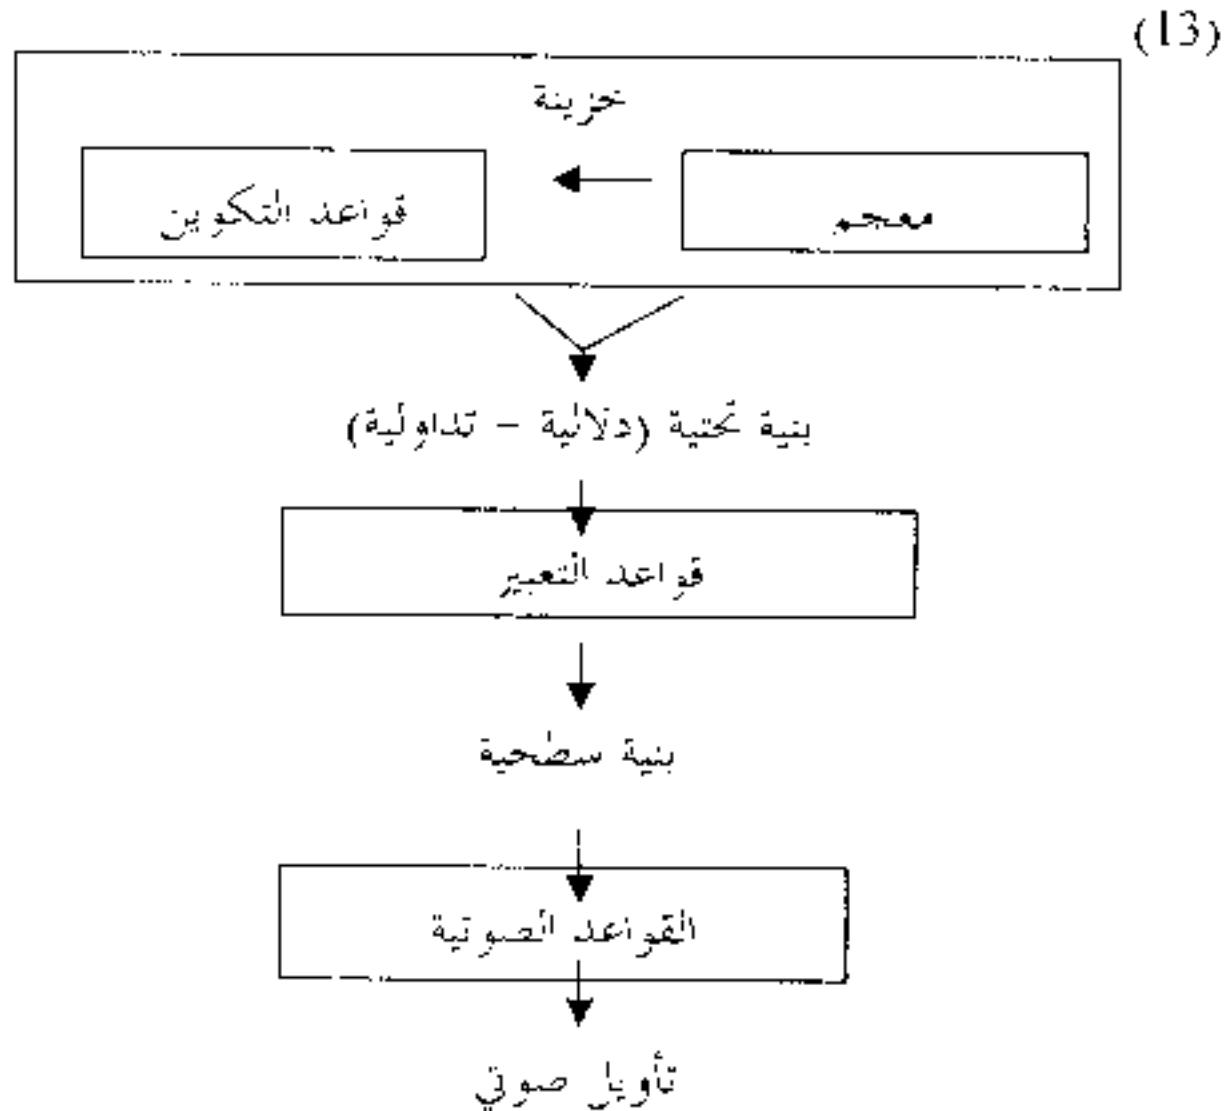 (13)
خزينة
معجم
قواعد التكوين
بنية تحتية (دلالية – تداولية)
قواعد التعبير
بنية سطحية
القواعد الصوتية
تأويل صوتي